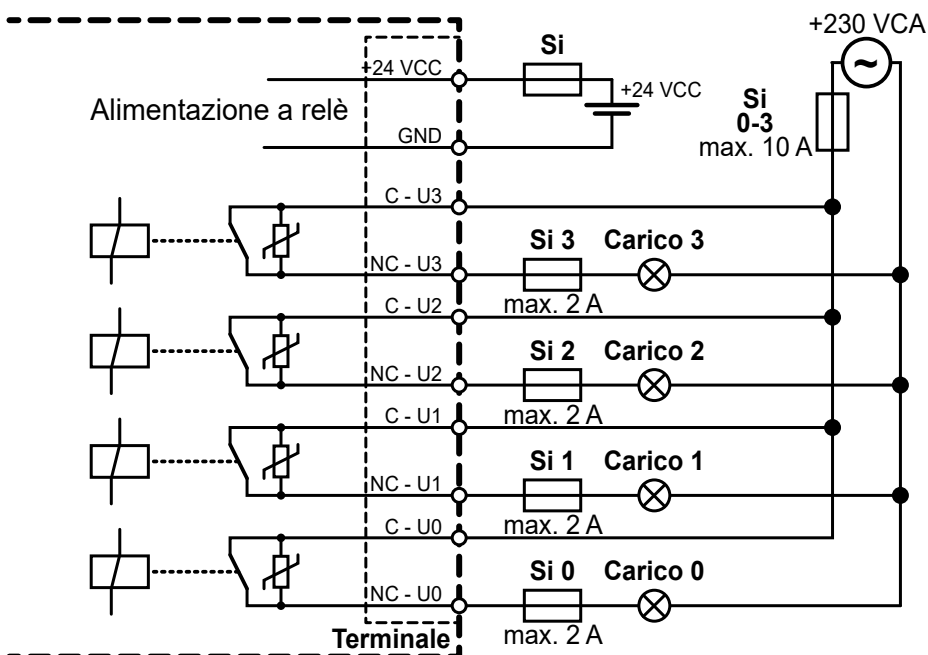 +230 VCA
~
Si
+24 VCC
+24 VCC
Si
0-3
max. 10 A
Alimentazione a relè
GND
C - U3
Si 3 Carico 3
NC - U3
max. 2 A
C - U2
Si 2 Carico 2
NC - U2
max. 2 A
C - U1
Si 1 Carico 1
NC - U1
max. 2 A
C - U0
Si 0 Carico 0
NC - U0
max. 2 A
Terminale